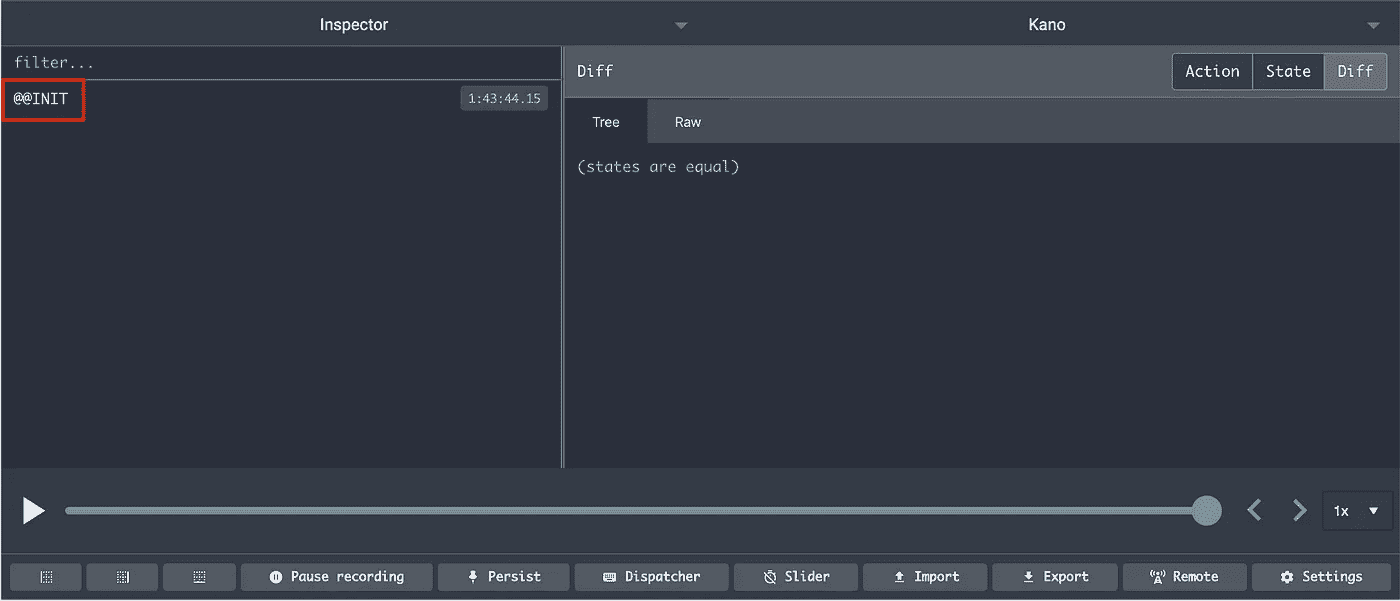 Inspector
Kano
filter...
@@INIT
1:43:44.15
Diff
Action
State
Diff
Tree
Raw
(states are equal)
1x
Pause recording
Persist
Dispatcher
Slider
Import
Export
Remote
Settings